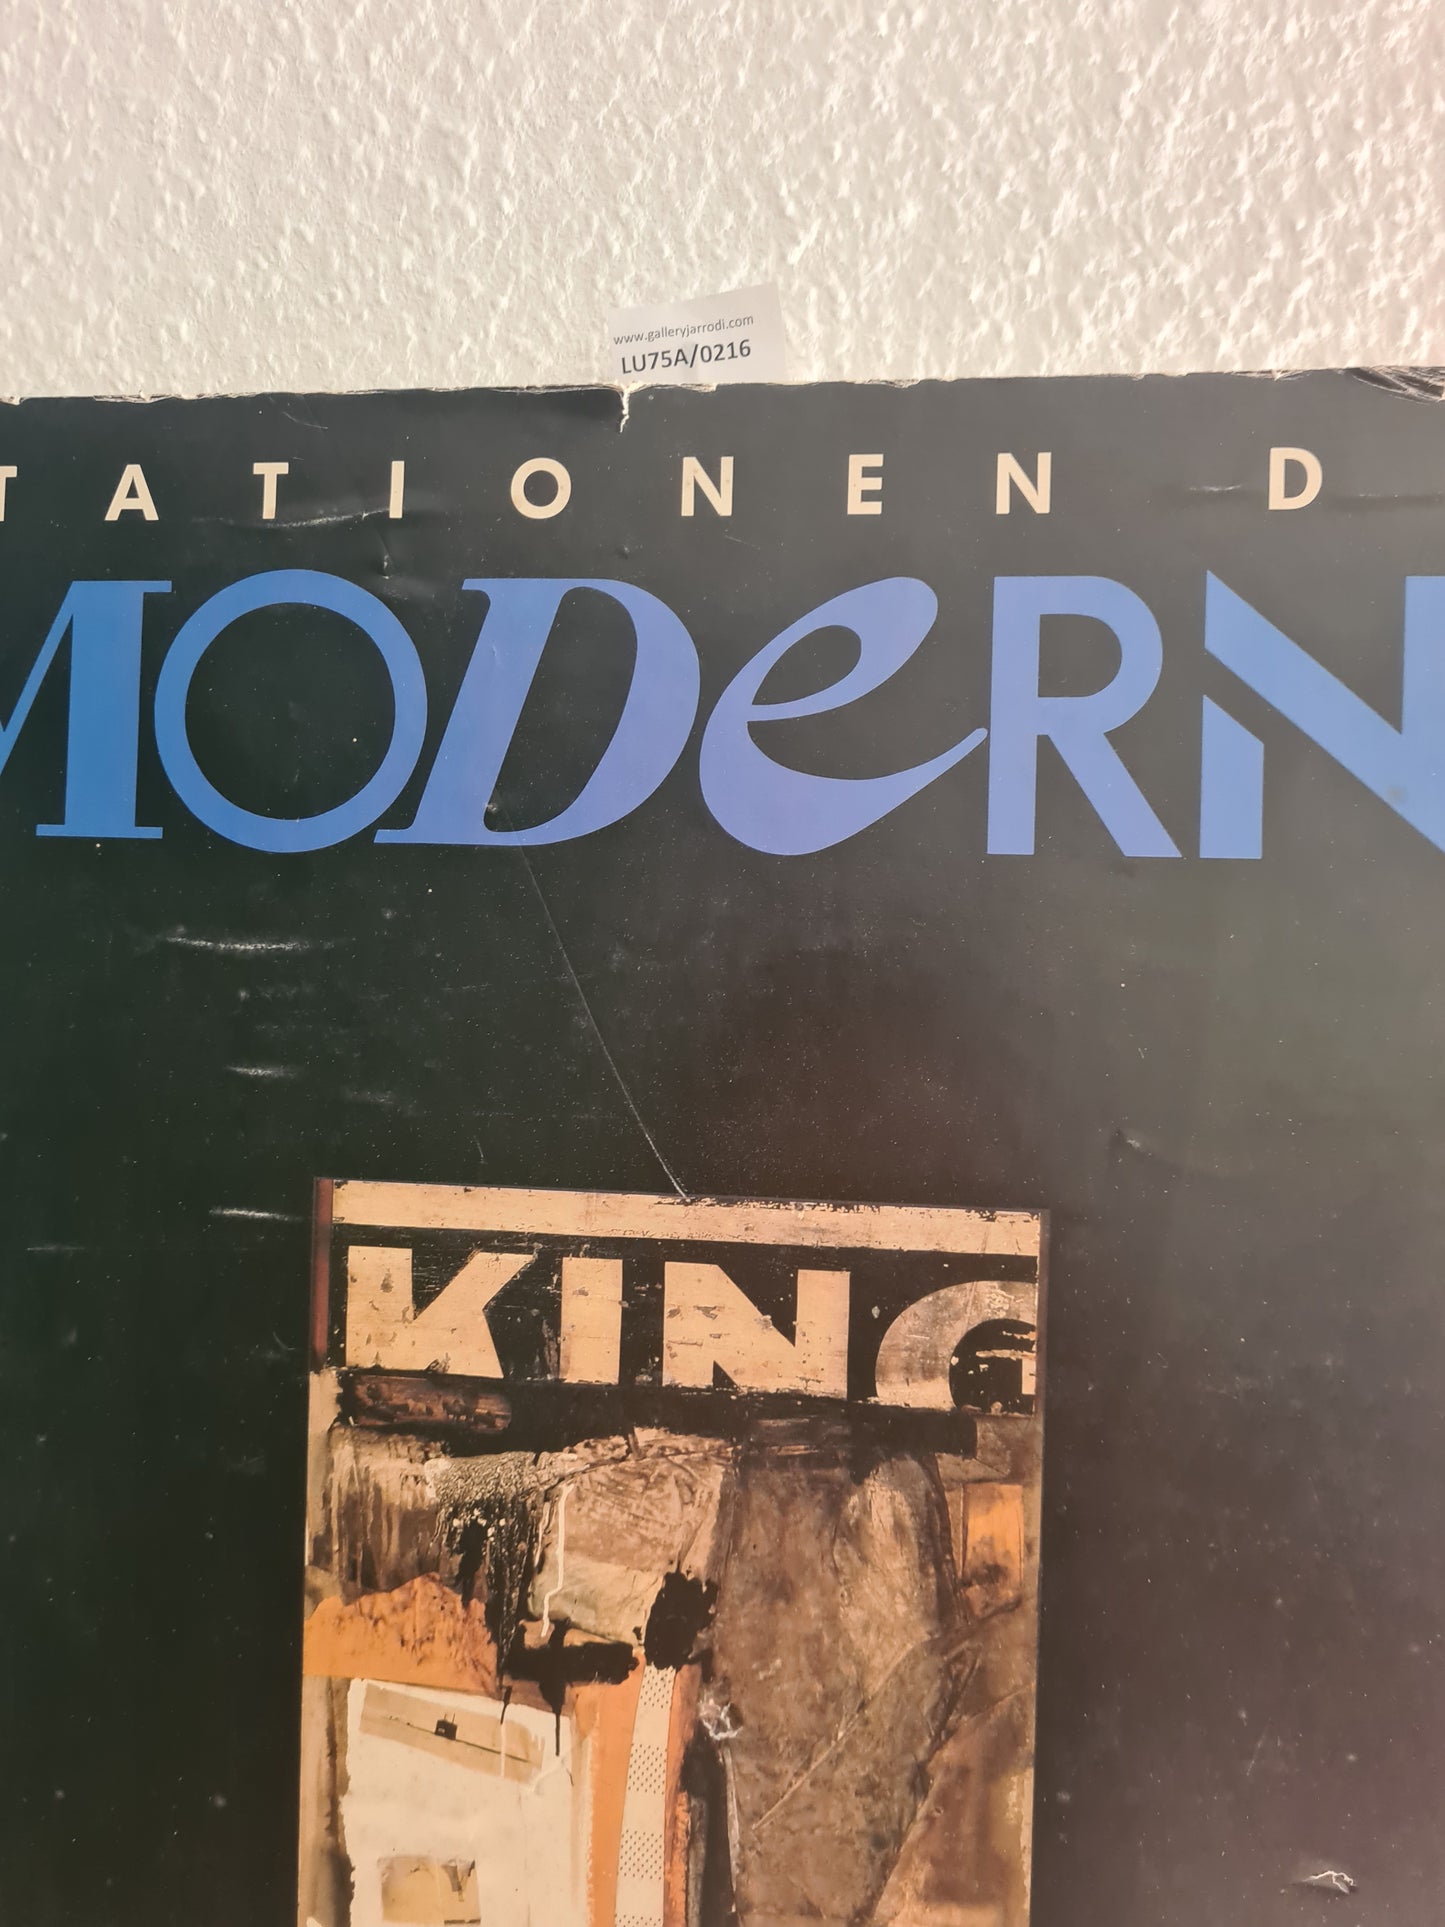 www.galleryjarrodi.com
LU75A/0216
TATIONEN D
MODERN
KING